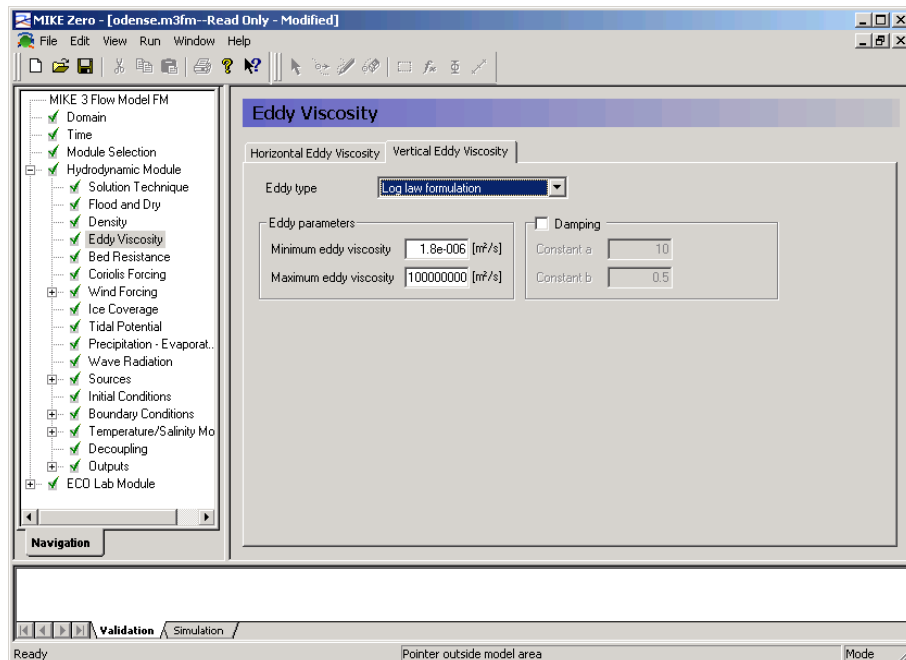 MIKE Zero - [odense.m3fm--Read Only - Modified]
File Edit View Run Window Help
MIKE 3 Flow Model FM
Domain
Time
Module Selection
Hydrodynamic Module
Solution Technique
Flood and Dry
Density
Eddy Viscosity
Bed Resistance
Coriolis Forcing
Wind Forcing
Ice Coverage
Tidal Potential
Precipitation - Evaporat..
Wave Radiation
Sources
Initial Conditions
Boundary Conditions
Temperature/Salinity Mo
Decoupling
Outputs
ECO Lab Module
Navigation
Eddy Viscosity
Horizontal Eddy Viscosity Vertical Eddy Viscosity
Eddy type Log law formulation
Eddy parameters Damping
Minimum eddy viscosity 1.8e-006 [m²/s] Constant a 10
Maximum eddy viscosity 100000000 [m²/s] Constant b 0.5
Validation Simulation
Ready Pointer outside model area Mode